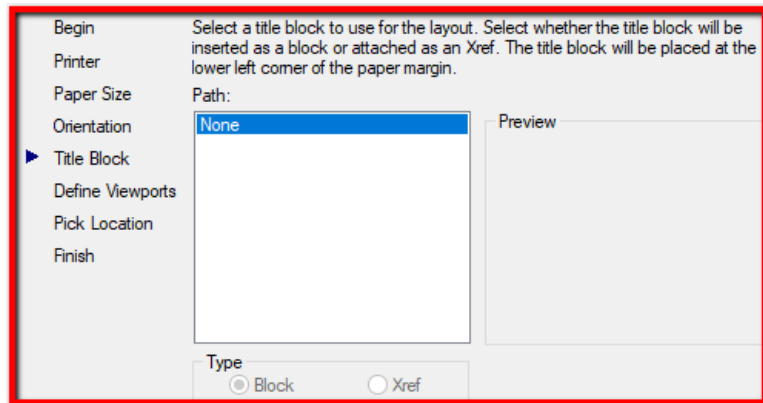 Begin
Printer
Paper Size
Orientation
Title Block
Define Viewports
Pick Location
Finish
Select a title block to use for the layout. Select whether the title block will be
inserted as a block or attached as an Xref. The title block will be placed at the
lower left corner of the paper margin.
Path:
None
Preview
Type
Block
Xref